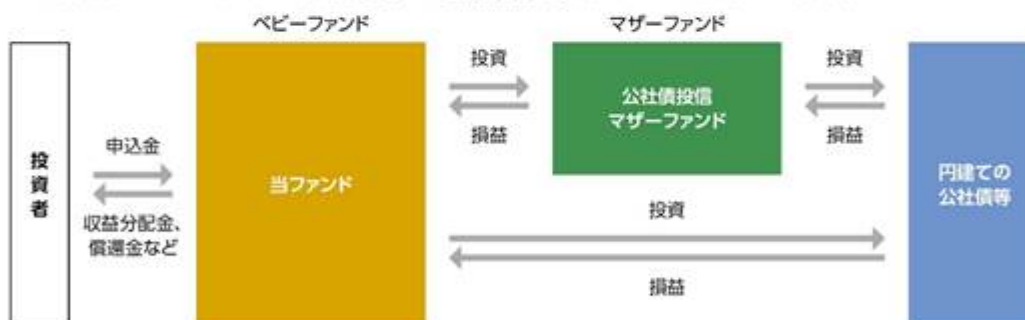 ベビーファンド
マザーファンド
投資
投資
公社債投信
マザーファンド
損益
損益
投資者
申込金
収益分配金、
償還金など
当ファンド
円建ての
公社債等
投資
損益